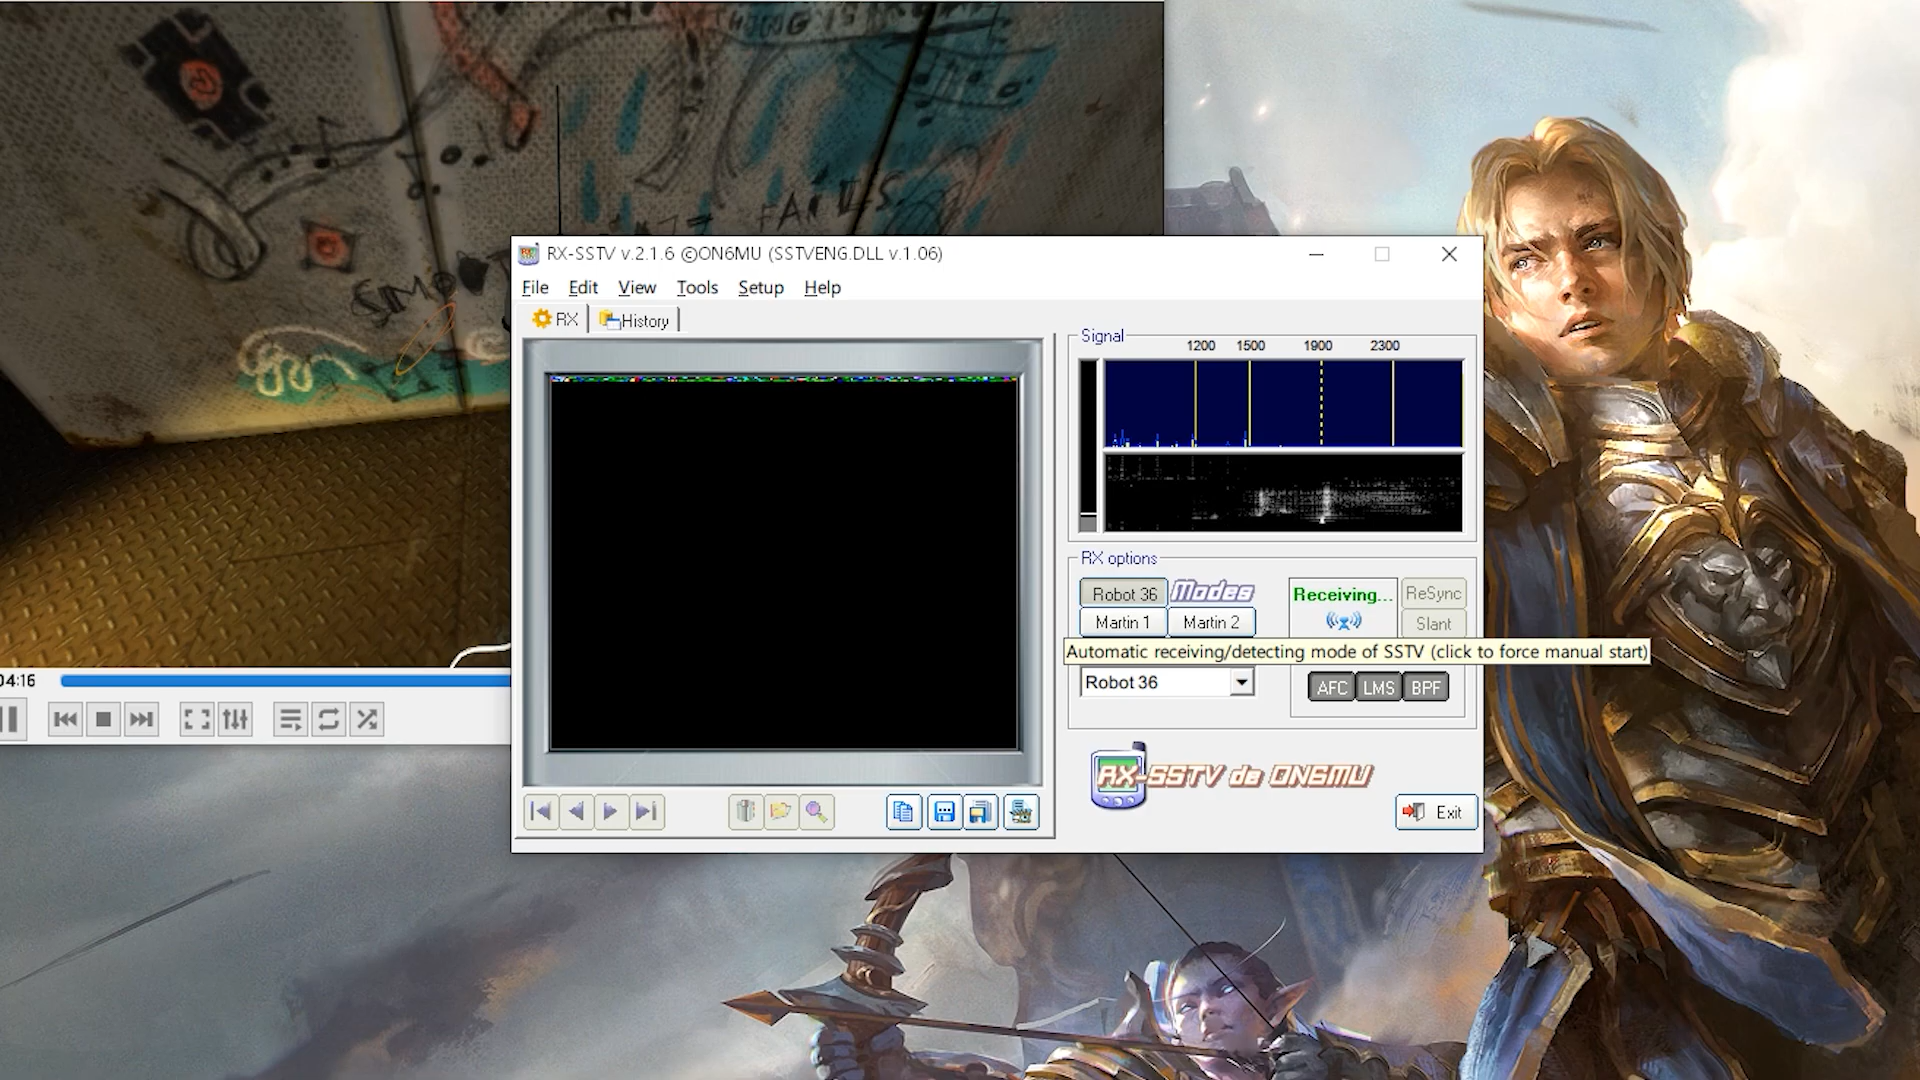 THING IS
FALLS
RX-SSTV v.2.1.6 ©ON6MU (SSTVENG.DLL v.1.06)
File Edit View Tools Setup Help
RX History
Signal
1200 1500 1900 2300
RX options
Robot 36 Modes Receiving... ReSync
Martin 1 Martin 2 Slant
Automatic receiving/detecting mode of SSTV (click to force manual start)
04:16
Robot 36 AFC LMS BPF
RX-SSTV de ON6MU
Exit